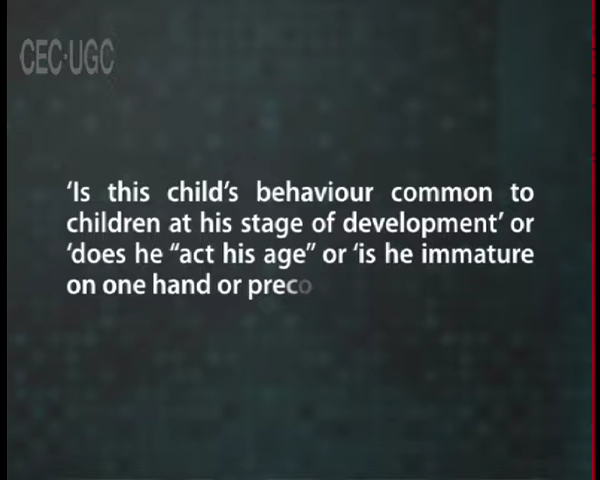 CEC-UGC
‘Is this child’s behaviour common to
children at his stage of development’ or
‘does he “act his age” or ‘is he immature
on one hand or preco